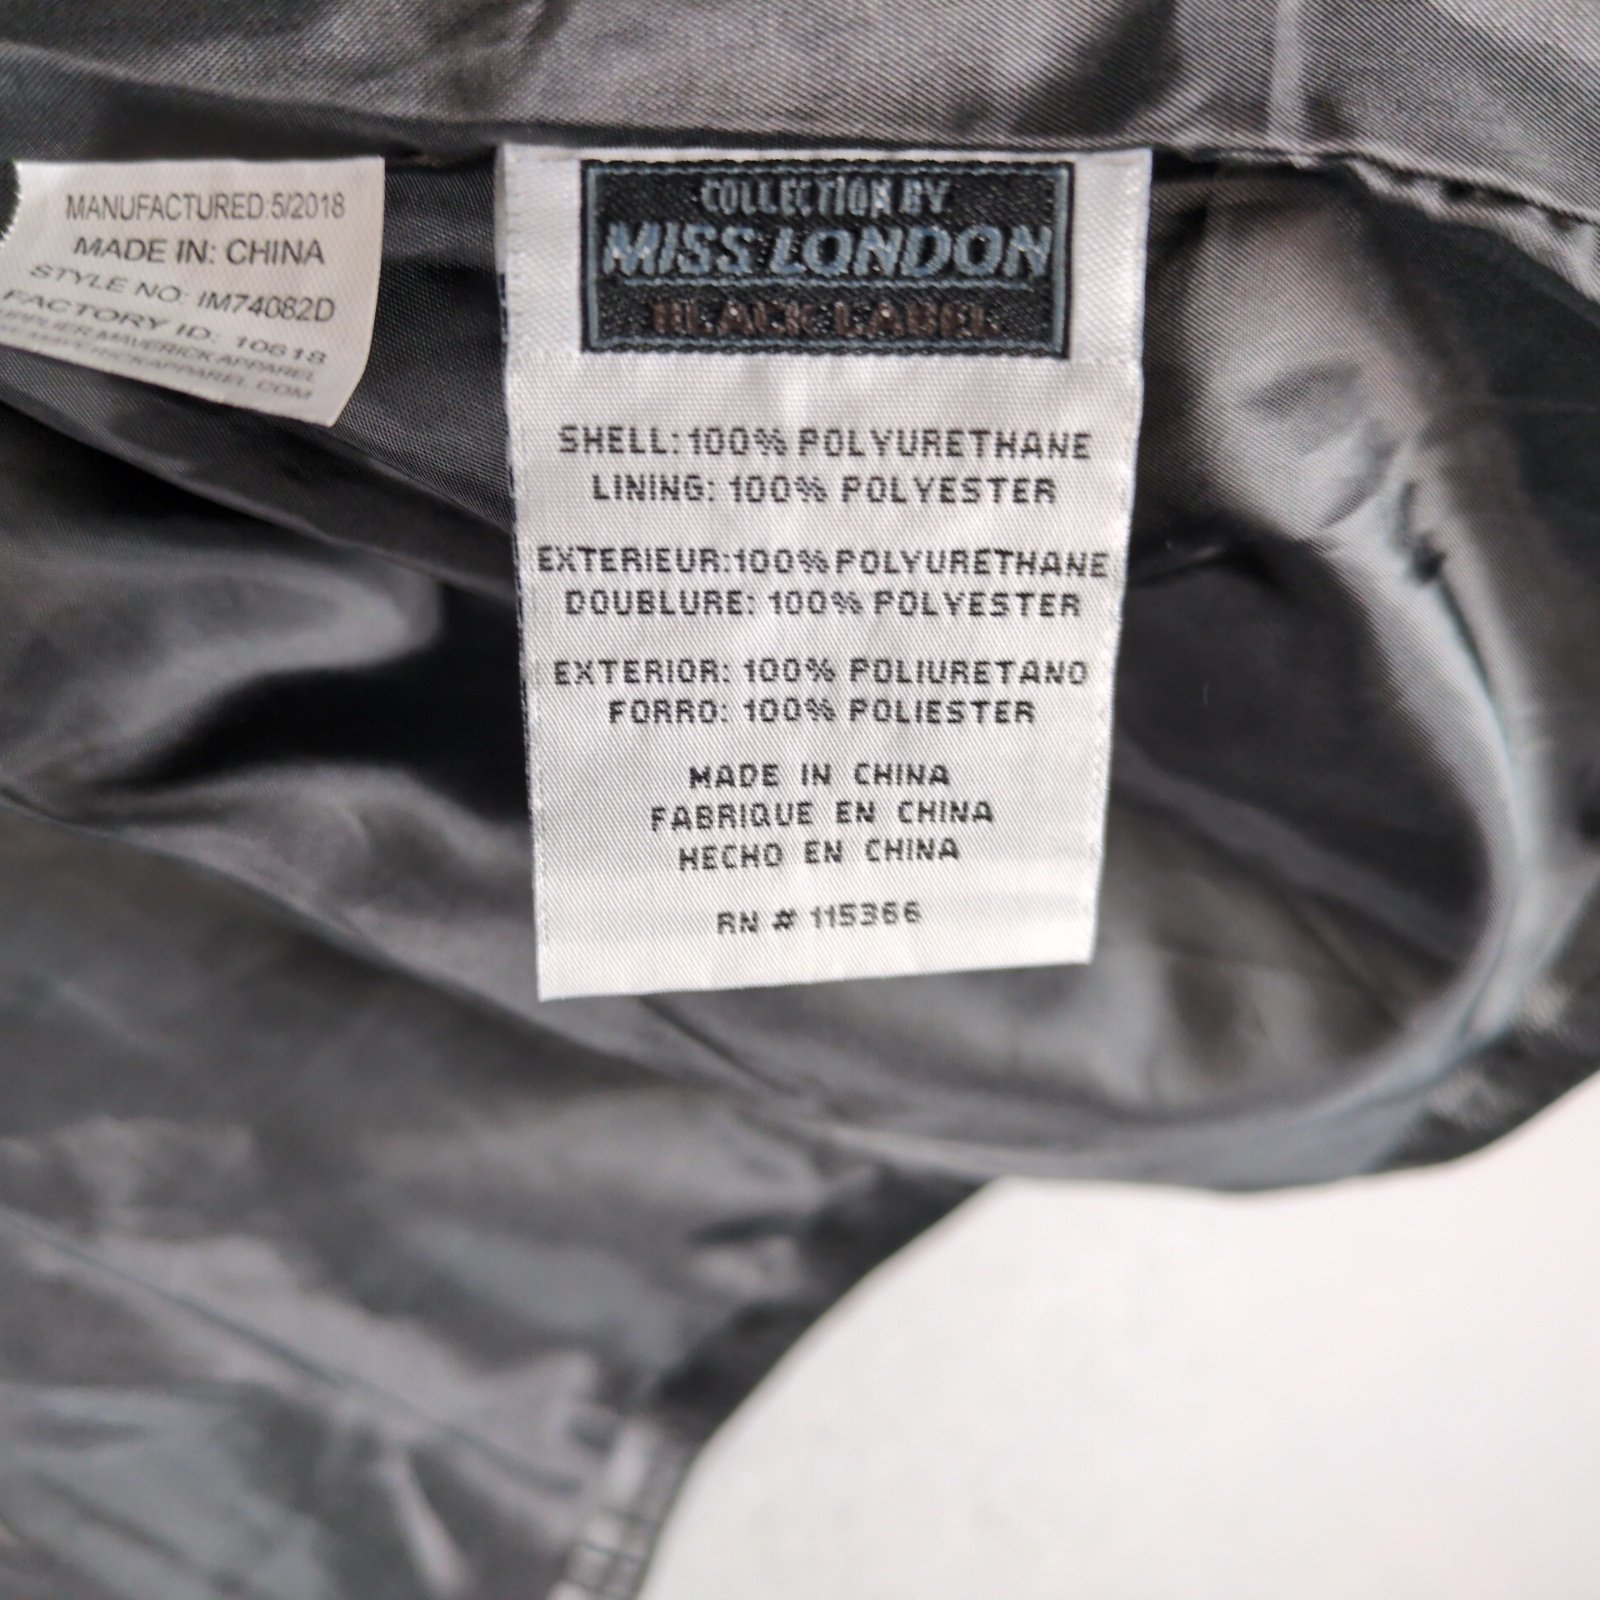 MANUFACTURED:5/2018
MADE IN: CHINA
STYLE NO: IM74082D
FACTORY ID: 10618
MAVERICK APPAREL
COLLECTION BY
MISS LONDON
BLACK LABEL
SHELL: 100% POLYURETHANE
LINING: 100% POLYESTER
EXTERIEUR:100% POLYURETHANE
DOUBLURE: 100% POLYESTER
EXTERIOR: 100% POLIURETANO
FORRO: 100% POLIESTER
MADE IN CHINA
FABRIQUE EN CHINA
HECHO EN CHINA
RN # 115366